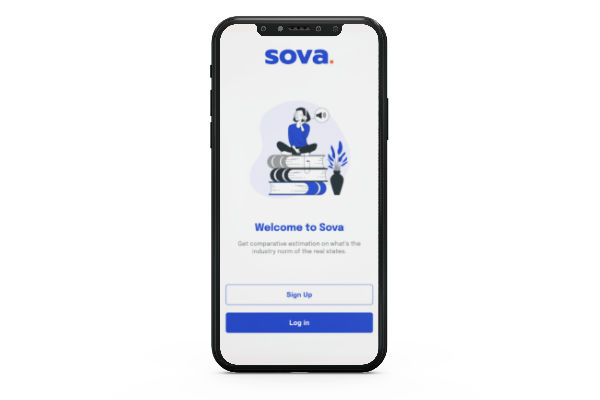 sova.
Welcome to Sova
Get comparative estimation on what's the
industry norm of the real states.
Sign Up
Log in